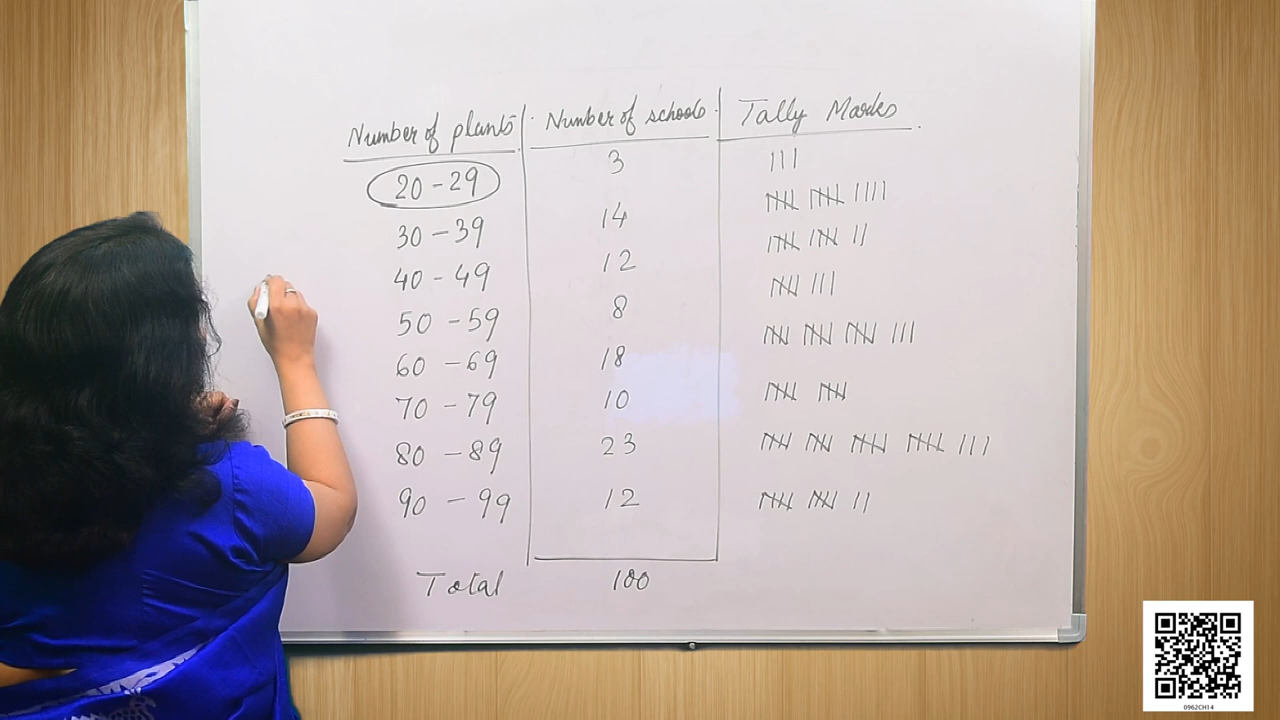 Number of plants Number of schools Tally Marks
20 - 29 3 |||
30 - 39 14 𝍸 𝍸 ||||
40 - 49 12 𝍸 𝍸 ||
50 - 59 8 𝍸 |||
60 - 69 18 𝍸 𝍸 𝍸 |||
70 - 79 10 𝍸 𝍸
80 - 89 23 𝍸 𝍸 𝍸 𝍸 |||
90 - 99 12 𝍸 𝍸 ||
Total 100
0962CH14